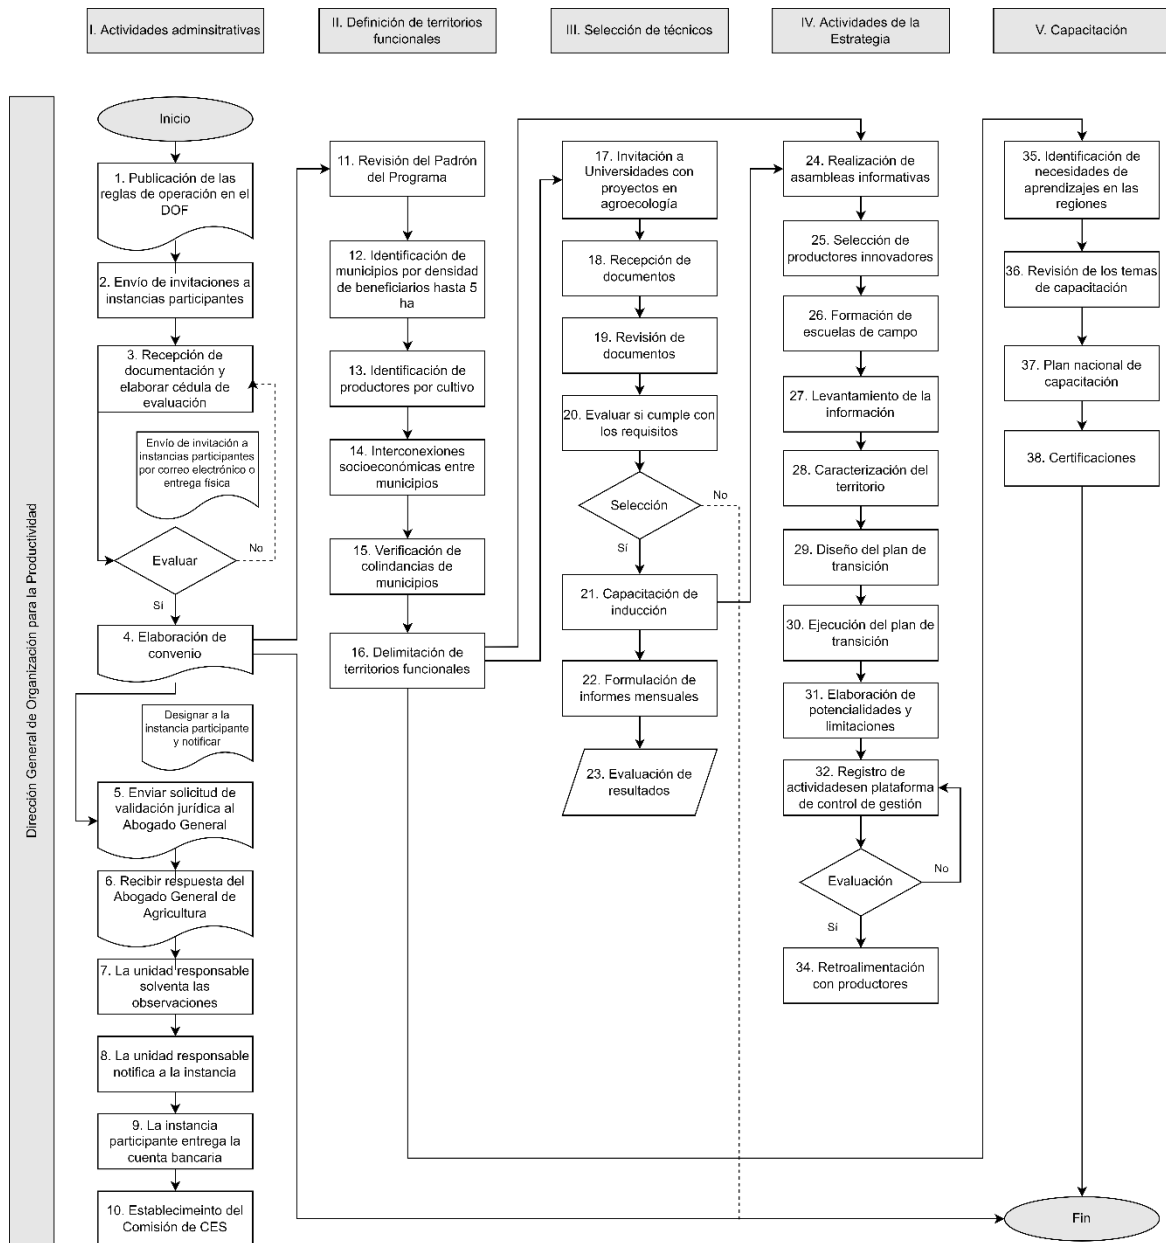 I. Actividades adminsitrativas
II. Definición de territorios
funcionales
III. Selección de técnicos
IV. Actividades de la
Estrategia
V. Capacitación
Dirección General de Organización para la Productividad
Inicio
1. Publicación de las
reglas de operación en el
DOF
2. Envío de invitaciones a
instancias participantes
3. Recepción de
documentación y
elaborar cédula de
evaluación
Envío de invitación a
instancias participantes
por correo electrónico o
entrega física
Evaluar
No
Sí
4. Elaboración de
convenio
Designar a la
instancia participante
y notificar
5. Enviar solicitud de
validación jurídica al
Abogado General
6. Recibir respuesta del
Abogado General de
Agricultura
7. La unidad responsable
solventa las
observaciones
8. La unidad responsable
notifica a la instancia
9. La instancia
participante entrega la
cuenta bancaria
10. Establecimeinto del
Comisión de CES
11. Revisión del Padrón
del Programa
12. Identificación de
municipios por densidad
de beneficiarios hasta 5
ha
13. Identificación de
productores por cultivo
14. Interconexiones
socioeconómicas entre
municipios
15. Verificación de
colindancias de
municipios
16. Delimitación de
territorios funcionales
17. Invitación a
Universidades con
proyectos en
agroecología
18. Recepción de
documentos
19. Revisión de
documentos
20. Evaluar si cumple con
los requisitos
Selección
No
Sí
21. Capacitación de
inducción
22. Formulación de
informes mensuales
23. Evaluación de
resultados
24. Realización de
asambleas informativas
25. Selección de
productores innovadores
26. Formación de
escuelas de campo
27. Levantamiento de la
información
28. Caracterización del
territorio
29. Diseño del plan de
transición
30. Ejecución del plan de
transición
31. Elaboración de
potencialidades y
limitaciones
32. Registro de
actividadesen plataforma
de control de gestión
Evaluación
No
Sí
34. Retroalimentación
con productores
35. Identificación de
necesidades de
aprendizajes en las
regiones
36. Revisión de los temas
de capacitación
37. Plan nacional de
capacitación
38. Certificaciones
Fin